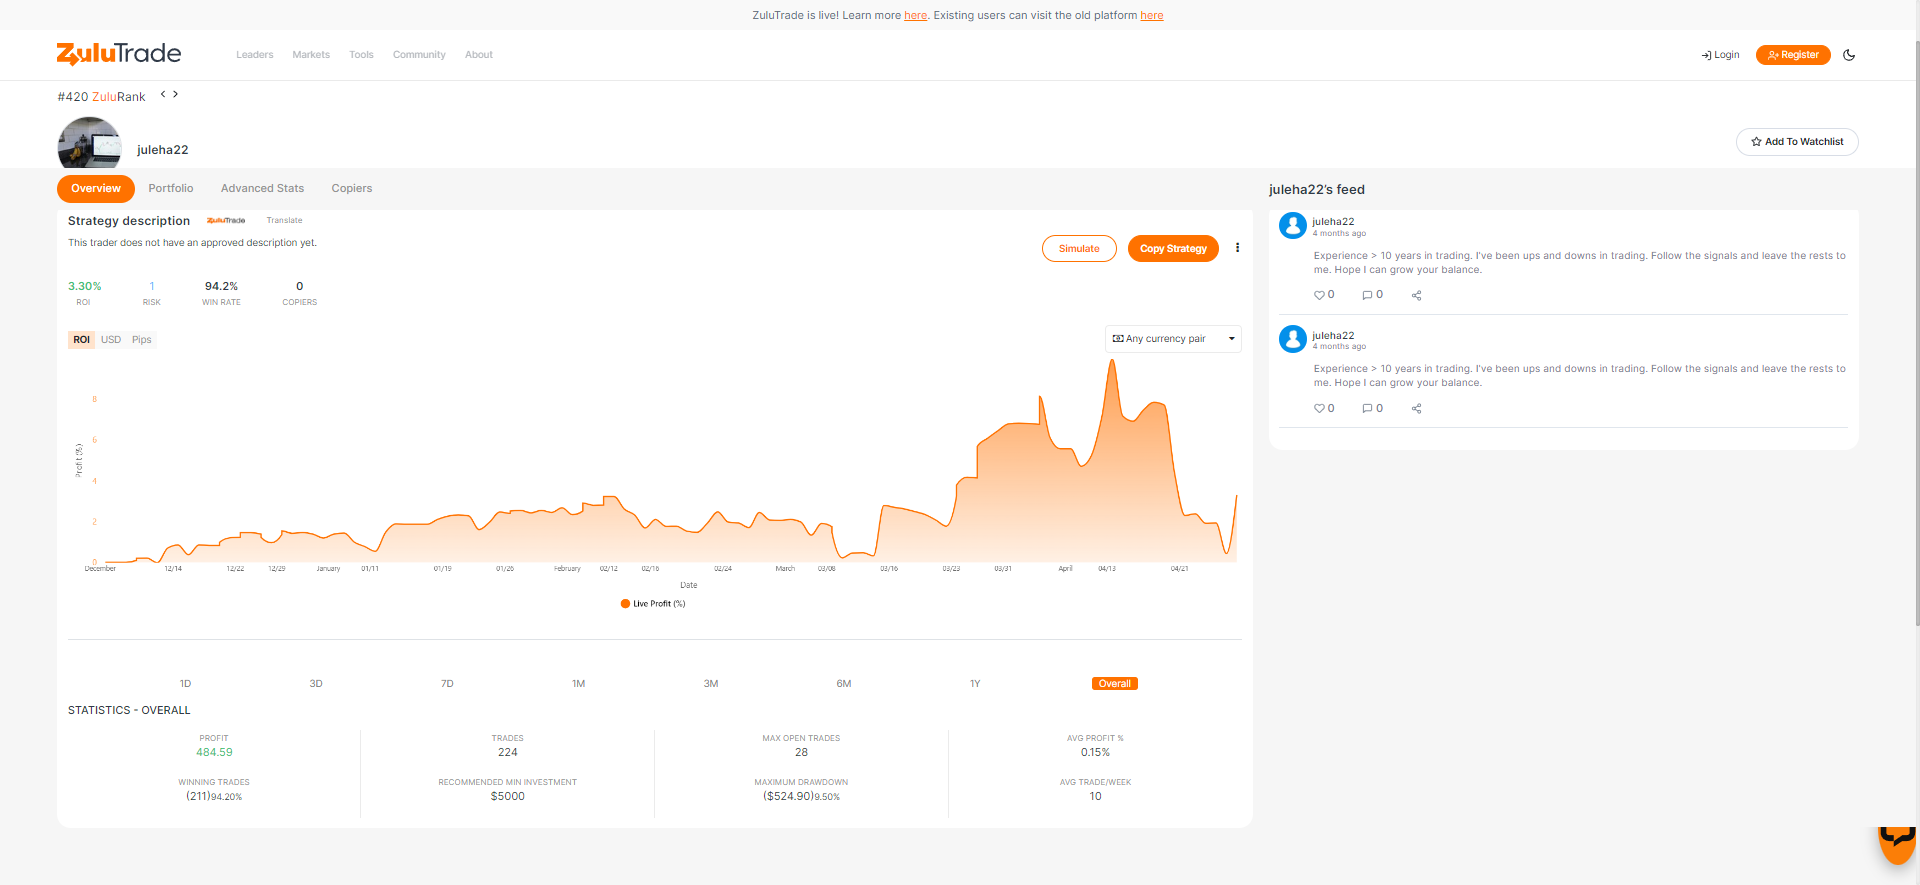 ZuluTrade is live! Learn more here. Existing users can visit the old platform here
ZuluTrade
Leaders
Markets
Tools
Community
About
Login
Register
#420 ZuluRank
juleha22
Add To Watchlist
Overview
Portfolio
Advanced Stats
Copiers
Strategy description
ZuluTrade
Translate
This trader does not have an approved description yet.
Simulate
Copy Strategy
3.30%
1
94.2%
0
ROI
RISK
WIN RATE
COPIERS
ROI
USD
Pips
Any currency pair
Profit (%)
8
6
4
2
0
December
12/14
12/22
12/29
January
01/11
01/19
01/26
February
02/12
02/16
02/24
March
03/08
03/16
03/23
03/31
April
04/13
04/21
Date
Live Profit (%)
1D
3D
7D
1M
3M
6M
1Y
Overall
STATISTICS - OVERALL
PROFIT
484.59
TRADES
224
MAX OPEN TRADES
28
AVG PROFIT %
0.15%
WINNING TRADES
(211)94.20%
RECOMMENDED MIN INVESTMENT
$5000
MAXIMUM DRAWDOWN
($524.90)9.50%
AVG TRADE/WEEK
10
juleha22's feed
juleha22
4 months ago
Experience > 10 years in trading. I've been ups and downs in trading. Follow the signals and leave the rests to
me. Hope I can grow your balance.
0
0
juleha22
4 months ago
Experience > 10 years in trading. I've been ups and downs in trading. Follow the signals and leave the rests to
me. Hope I can grow your balance.
0
0